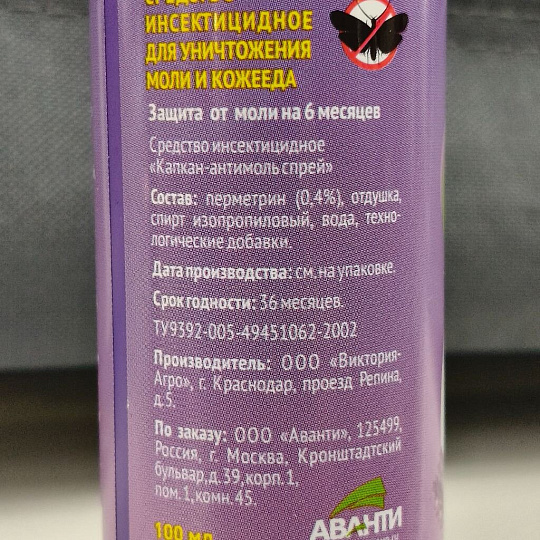 СРЕДСТВО
ИНСЕКТИЦИДНОЕ
ДЛЯ УНИЧТОЖЕНИЯ
МОЛИ И КОЖЕЕДА
Защита от моли на 6 месяцев
Средство инсектицидное
«Капкан-антимоль спрей»
Состав: перметрин (0,4%), отдушка,
спирт изопропиловый, вода, техно-
логические добавки.
Дата производства: см. на упаковке.
Срок годности: 36 месяцев.
ТУ9392-005-49451062-2002
Производитель: ООО «Виктория-
Агро», г. Краснодар, проезд Репина,
д.5.
По заказу: ООО «Аванти», 125499,
Россия, г. Москва, Кронштадтский
бульвар,д.39,корп.1,
пом.1,комн.45.
100 мл
АВАНТИ